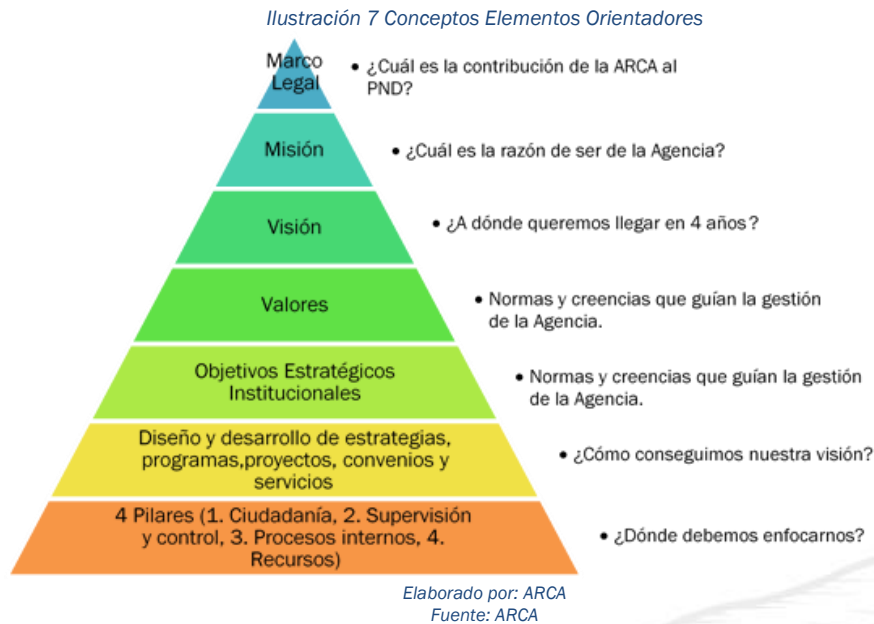 Ilustración 7 Conceptos Elementos Orientadores
Marco
Legal
• ¿Cuál es la contribución de la ARCA al
PND?
Misión
• ¿Cuál es la razón de ser de la Agencia?
Visión
• ¿A dónde queremos llegar en 4 años?
Valores
• Normas y creencias que guían la gestión
de la Agencia.
Objetivos Estratégicos
Institucionales
• Normas y creencias que guían la gestión
de la Agencia.
Diseño y desarrollo de estrategias,
programas,proyectos, convenios y
servicios
• ¿Cómo conseguimos nuestra visión?
4 Pilares (1. Ciudadanía, 2. Supervisión
y control, 3. Procesos internos, 4.
Recursos)
• ¿Dónde debemos enfocarnos?
Elaborado por: ARCA
Fuente: ARCA